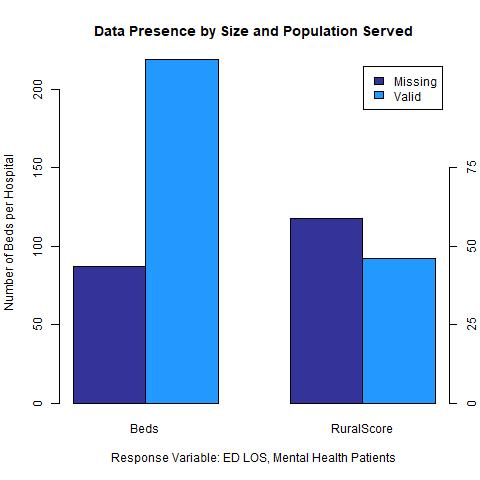 Data Presence by Size and Population Served
Missing
Valid
Number of Beds per Hospital
200
150
100
50
0
75
50
25
0
Beds
RuralScore
Response Variable: ED LOS, Mental Health Patients